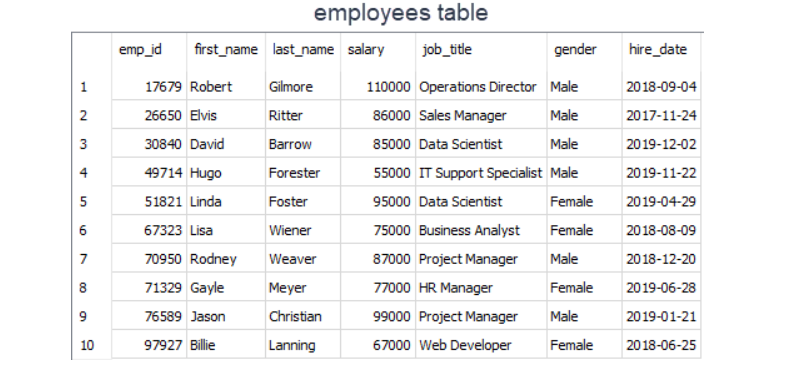 employees table
emp_id first_name last_name salary job_title gender hire_date
1 17679 Robert Gilmore 110000 Operations Director Male 2018-09-04
2 26650 Elvis Ritter 86000 Sales Manager Male 2017-11-24
3 30840 David Barrow 85000 Data Scientist Male 2019-12-02
4 49714 Hugo Forester 55000 IT Support Specialist Male 2019-11-22
5 51821 Linda Foster 95000 Data Scientist Female 2019-04-29
6 67323 Lisa Wiener 75000 Business Analyst Female 2018-08-09
7 70950 Rodney Weaver 87000 Project Manager Male 2018-12-20
8 71329 Gayle Meyer 77000 HR Manager Female 2019-06-28
9 76589 Jason Christian 99000 Project Manager Male 2019-01-21
10 97927 Billie Lanning 67000 Web Developer Female 2018-06-25